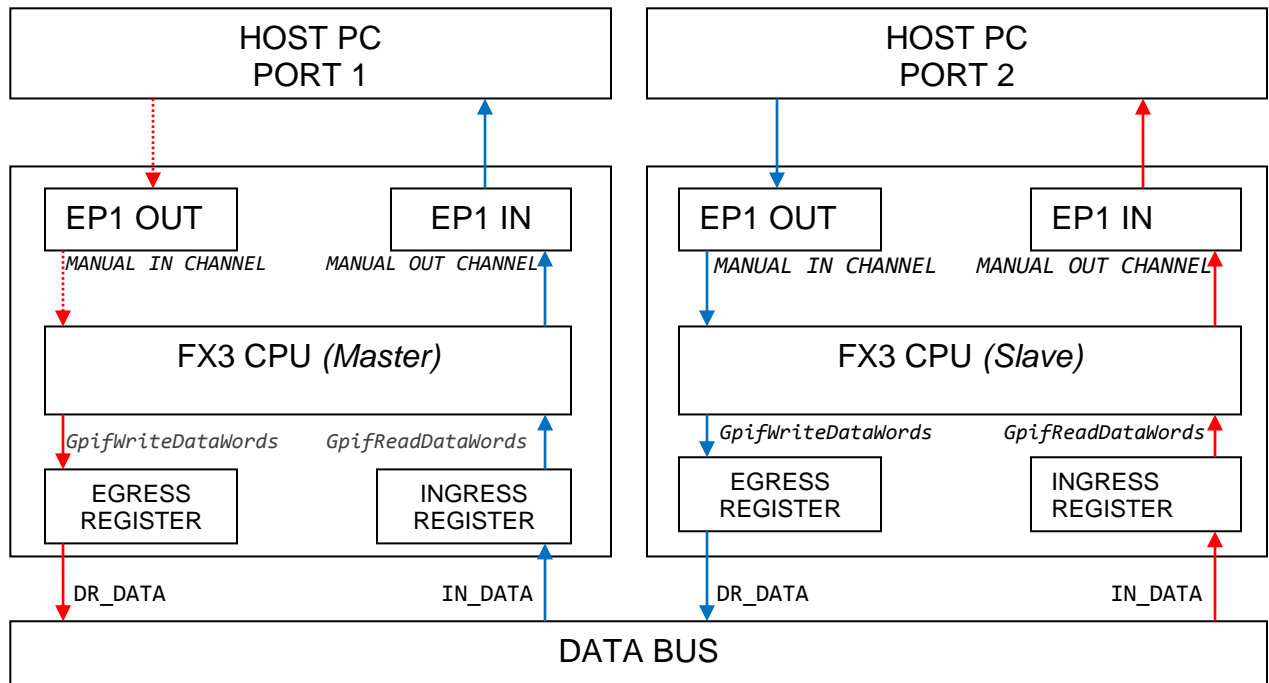 HOST PC
PORT 1
HOST PC
PORT 2
EP1 OUT
EP1 IN
EP1 OUT
EP1 IN
MANUAL IN CHANNEL
MANUAL OUT CHANNEL
MANUAL IN CHANNEL
MANUAL OUT CHANNEL
FX3 CPU (Master)
FX3 CPU (Slave)
GpifWriteDataWords
GpifReadDataWords
GpifWriteDataWords
GpifReadDataWords
EGRESS
REGISTER
INGRESS
REGISTER
EGRESS
REGISTER
INGRESS
REGISTER
DR_DATA
IN_DATA
DR_DATA
IN_DATA
DATA BUS